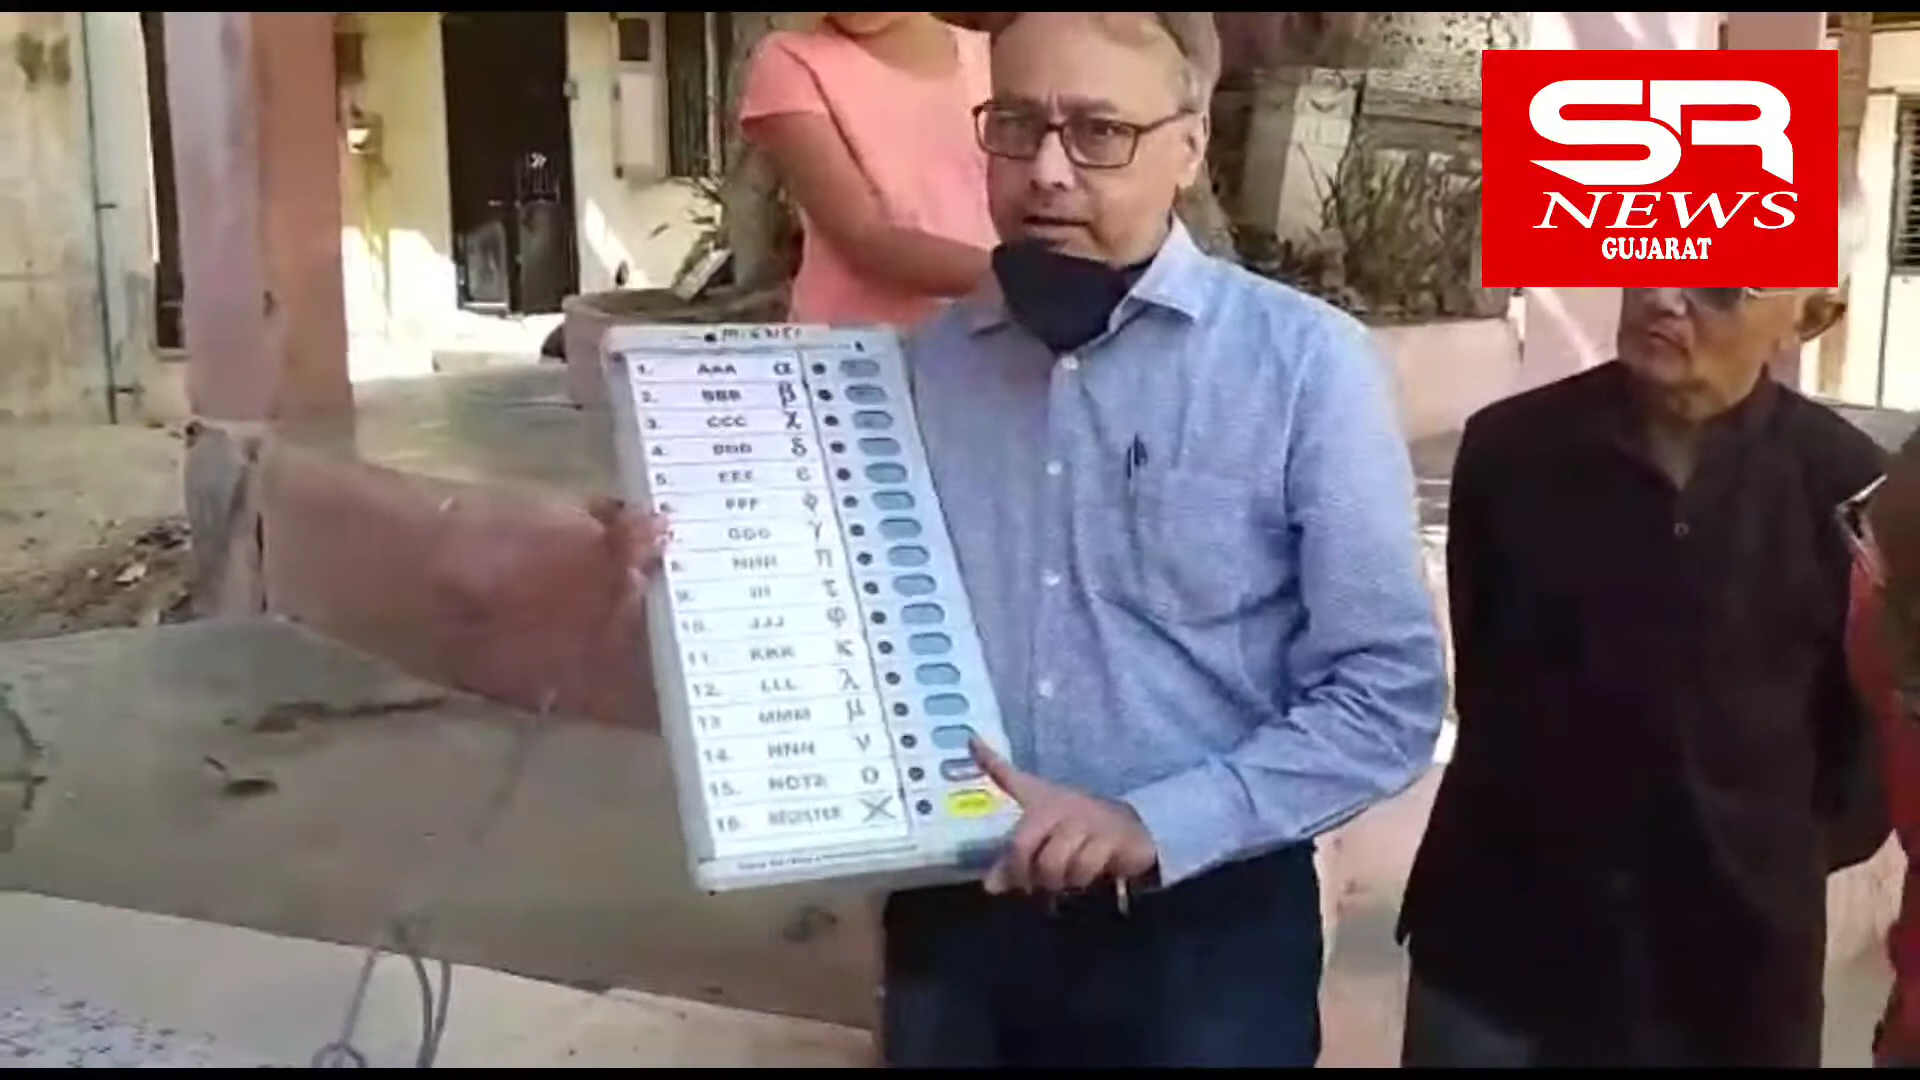 SR
NEWS
GUJARAT
1. AAA α
2. BBB β
3. CCC χ
4. DDD δ
5. EEE ε
6. FFF φ
7. GGG γ
8. HHH π
9. III τ
10. JJJ φ
11. KKK κ
12. LLL λ
13 MMM μ
14. NNN ν
15. NOTA O
16. REGISTER X